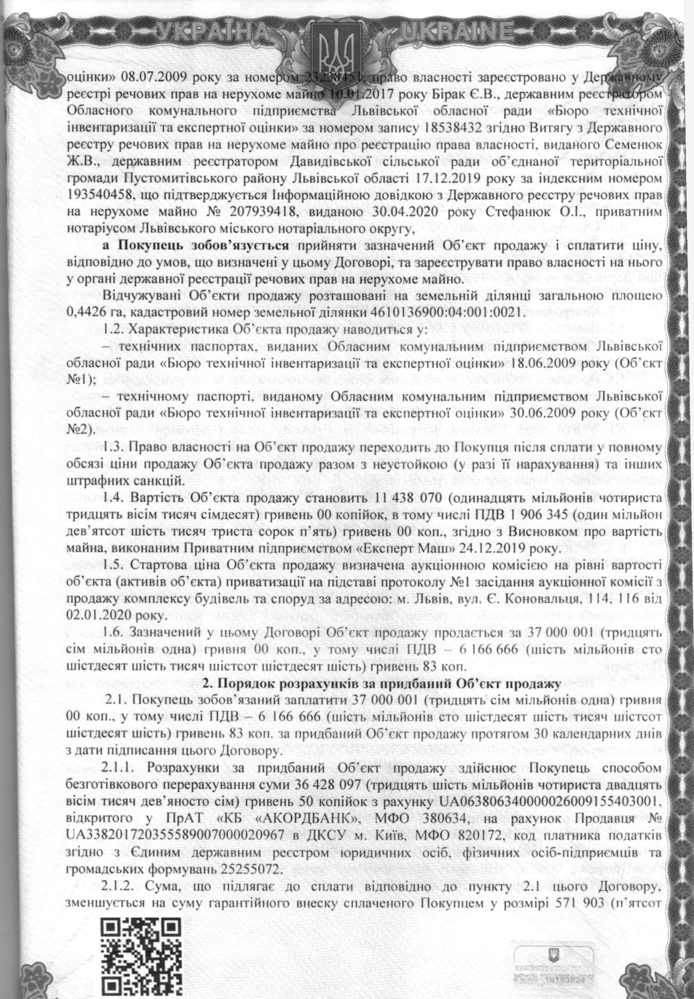 УКРАЇНА UKRAINE
оцінки» 08.07.2009 року за номером 23238451, право власності зареєстровано у Державному
реєстрі речових прав на нерухоме майно 10.01.2017 року Бірак Є.В., державним реєстратором
Обласного комунального підприємства Львівської обласної ради «Бюро технічної
інвентаризації та експертної оцінки» за номером запису 18538432 згідно Витягу з Державного
реєстру речових прав на нерухоме майно про реєстрацію права власності, виданого Семенюк
Ж.В., державним реєстратором Давидівської сільської ради об'єднаної територіальної
громади Пустомитівського району Львівської області 17.12.2019 року за індексним номером
193540458, що підтверджується Інформаційною довідкою з Державного реєстру речових прав
на нерухоме майно № 207939418, виданою 30.04.2020 року Стефанюк О.І., приватним
нотаріусом Львівського міського нотаріального округу,
а Покупець зобов’язується прийняти зазначений Об’єкт продажу і сплатити ціну,
відповідно до умов, що визначені у цьому Договорі, та зареєструвати право власності на нього
у органі державної реєстрації речових прав на нерухоме майно.
Відчужувані Об’єкти продажу розташовані на земельній ділянці загальною площею
0,4426 га, кадастровий номер земельної ділянки 4610136900:04:001:0021.
1.2. Характеристика Об’єкта продажу наводиться у:
– технічних паспортах, виданих Обласним комунальним підприємством Львівської
обласної ради «Бюро технічної інвентаризації та експертної оцінки» 18.06.2009 року (Об’єкт
№1);
– технічному паспорті, виданому Обласним комунальним підприємством Львівської
обласної ради «Бюро технічної інвентаризації та експертної оцінки» 30.06.2009 року (Об’єкт
№2).
1.3. Право власності на Об’єкт продажу переходить до Покупця після сплати у повному
обсязі ціни продажу Об’єкта продажу разом з неустойкою (у разі її нарахування) та інших
штрафних санкцій.
1.4. Вартість Об’єкта продажу становить 11 438 070 (одинадцять мільйонів чотириста
тридцять вісім тисяч сімдесят) гривень 00 копійок, в тому числі ПДВ 1 906 345 (один мільйон
дев’ятсот шість тисяч триста сорок п’ять) гривень 00 коп., згідно з Висновком про вартість
майна, виконаним Приватним підприємством «Експерт Маш» 24.12.2019 року.
1.5. Стартова ціна Об’єкта продажу визначена аукціонною комісією на рівні вартості
об’єкта (активів об’єкта) приватизації на підставі протоколу №1 засідання аукціонної комісії з
продажу комплексу будівель та споруд за адресою: м. Львів, вул. Є. Коновальця, 114, 116 від
02.01.2020 року.
1.6. Зазначений у цьому Договорі Об’єкт продажу продається за 37 000 001 (тридцять
сім мільйонів одна) гривня 00 коп., у тому числі ПДВ – 6 166 666 (шість мільйонів сто
шістдесят шість тисяч шістсот шістдесят шість) гривень 83 коп.
2. Порядок розрахунків за придбаний Об’єкт продажу
2.1. Покупець зобов’язаний заплатити 37 000 001 (тридцять сім мільйонів одна) гривня
00 коп., у тому числі ПДВ – 6 166 666 (шість мільйонів сто шістдесят шість тисяч шістсот
шістдесят шість) гривень 83 коп. за придбаний Об’єкт продажу протягом 30 календарних днів
з дати підписання цього Договору.
2.1.1. Розрахунки за придбаний Об’єкт продажу здійснює Покупець способом
безготівкового перерахування суми 36 428 097 (тридцять шість мільйонів чотириста двадцять
вісім тисяч дев’яносто сім) гривень 50 копійок з рахунку UA063806340000026009155403001,
відкритого у ПрАТ «КБ «АКОРДБАНК», МФО 380634, на рахунок Продавця №
UA338201720355589007000020967 в ДКСУ м. Київ, МФО 820172, код платника податків
згідно з Єдиним державним реєстром юридичних осіб, фізичних осіб-підприємців та
громадських формувань 25255072.
2.1.2. Сума, що підлягає до сплати відповідно до пункту 2.1 цього Договору,
зменшується на суму гарантійного внеску сплаченого Покупцем у розмірі 571 903 (п’ятсот